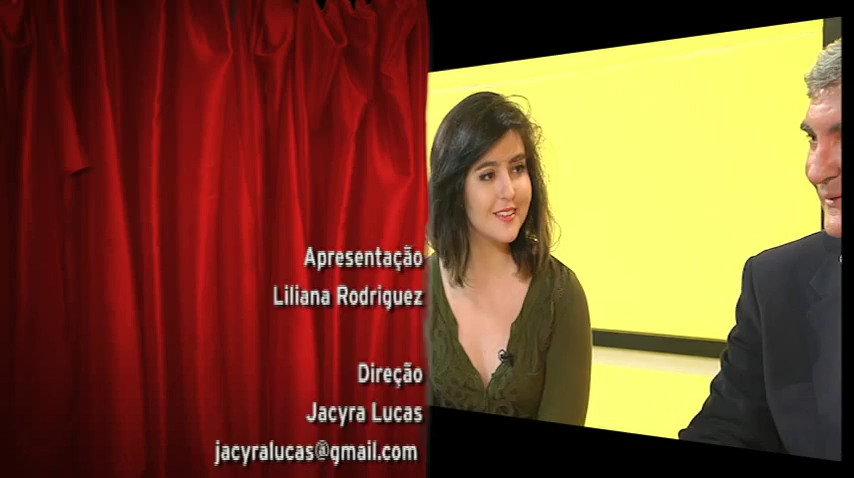 Apresentação
Liliana Rodriguez
Direção
Jacyra Lucas
jacyralucas@gmail.com